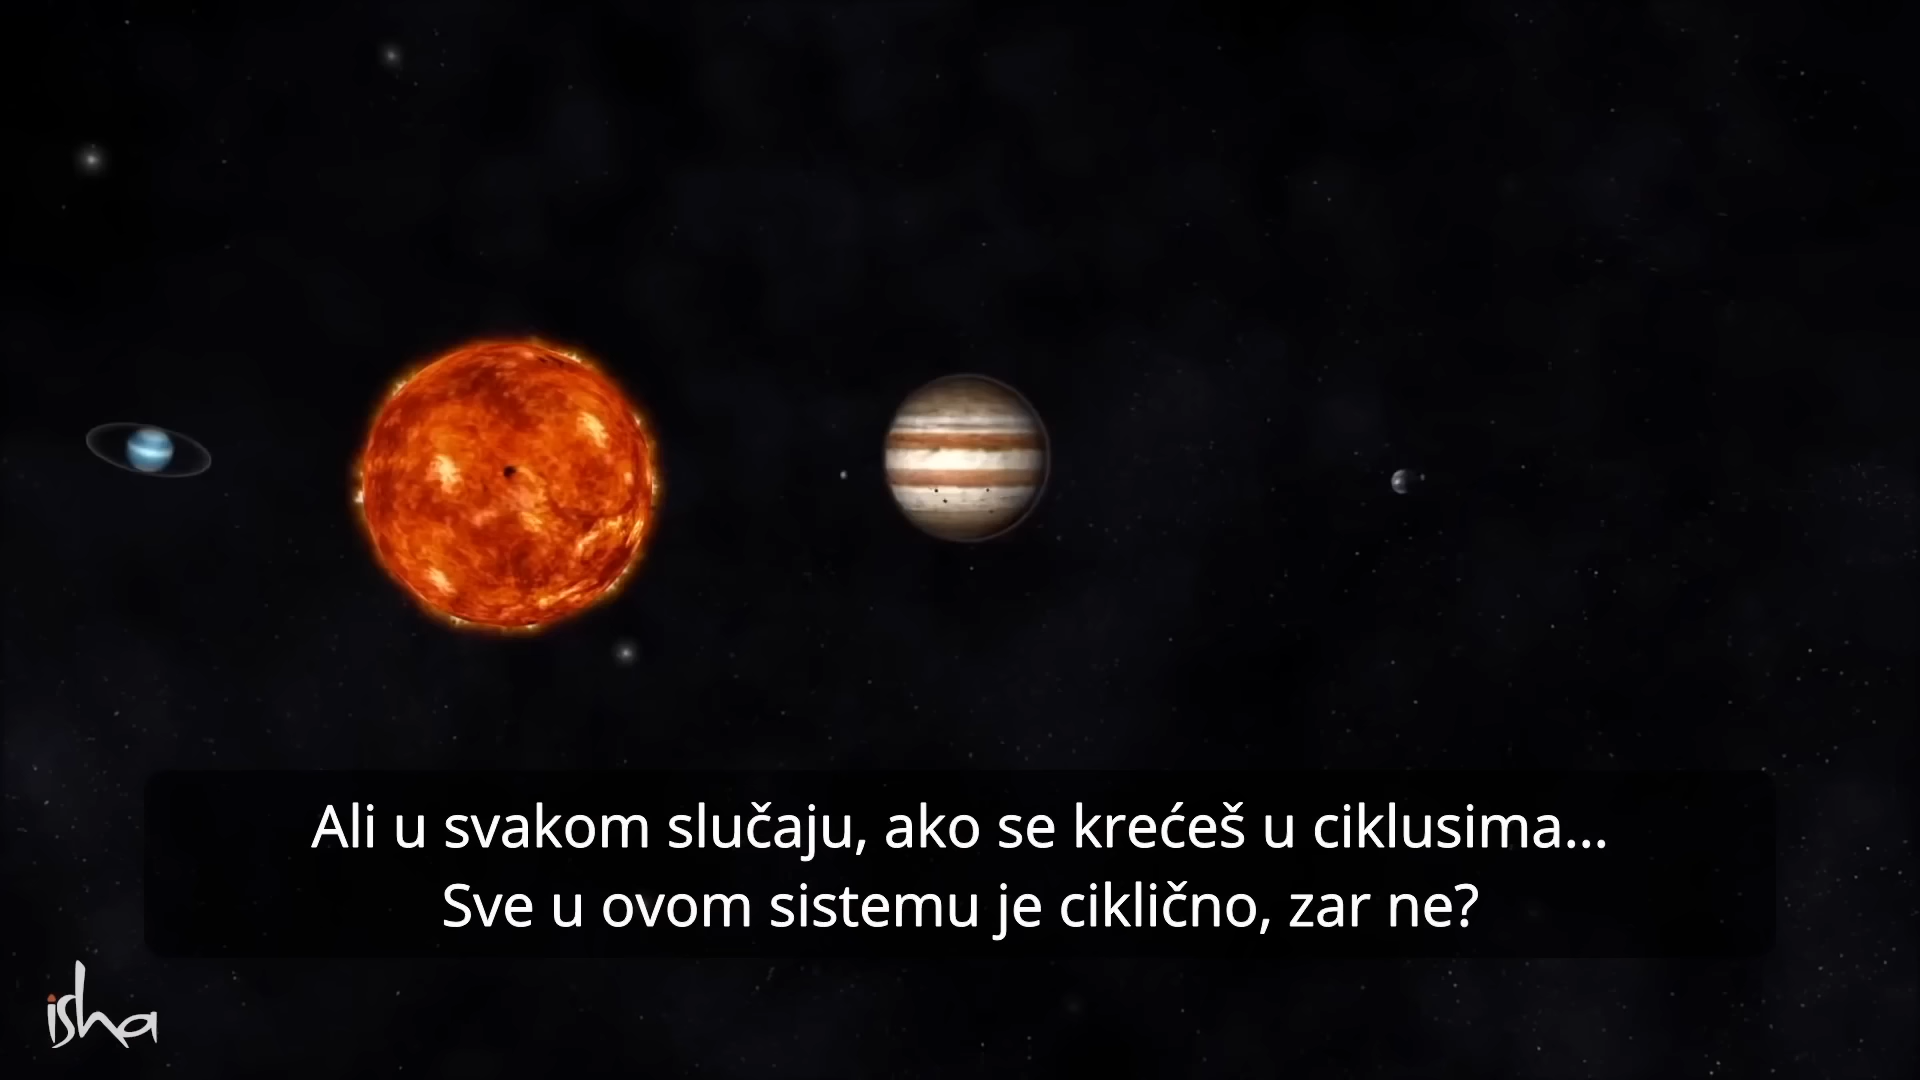 Ali u svakom slučaju, ako se krećeš u ciklusima...
Sve u ovom sistemu je ciklično, zar ne?
isha